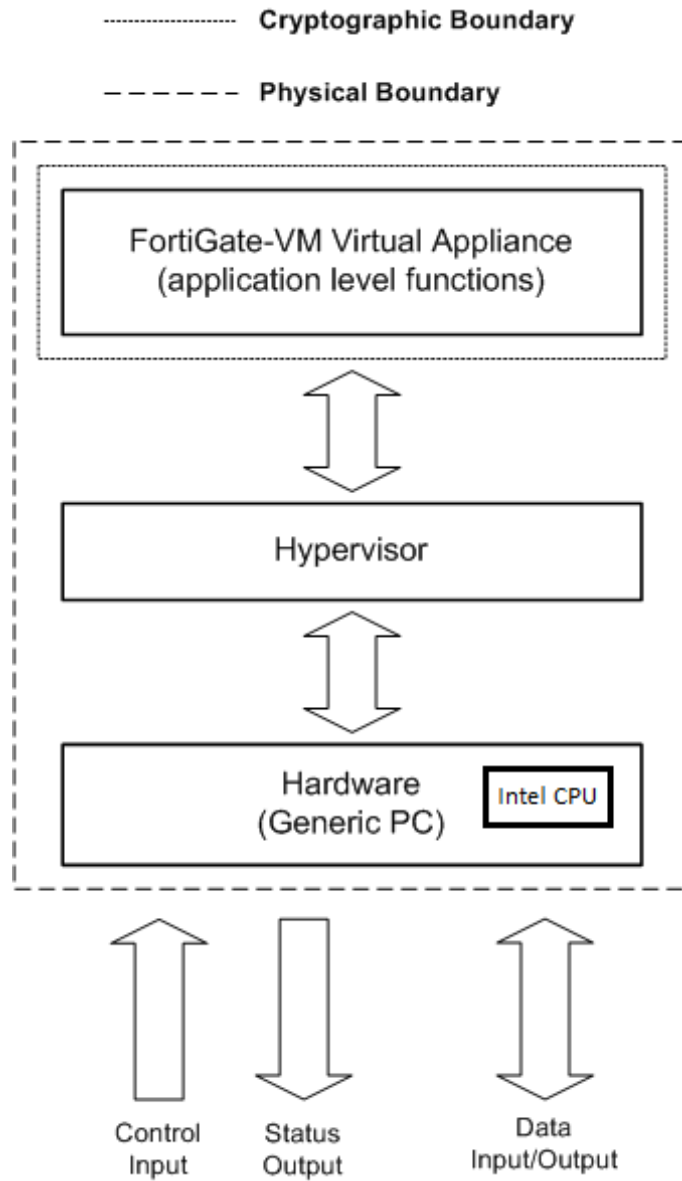 Cryptographic Boundary
Physical Boundary
FortiGate-VM Virtual Appliance
(application level functions)
Hypervisor
Hardware
(Generic PC)
Intel CPU
Control
Input
Status
Output
Data
Input/Output